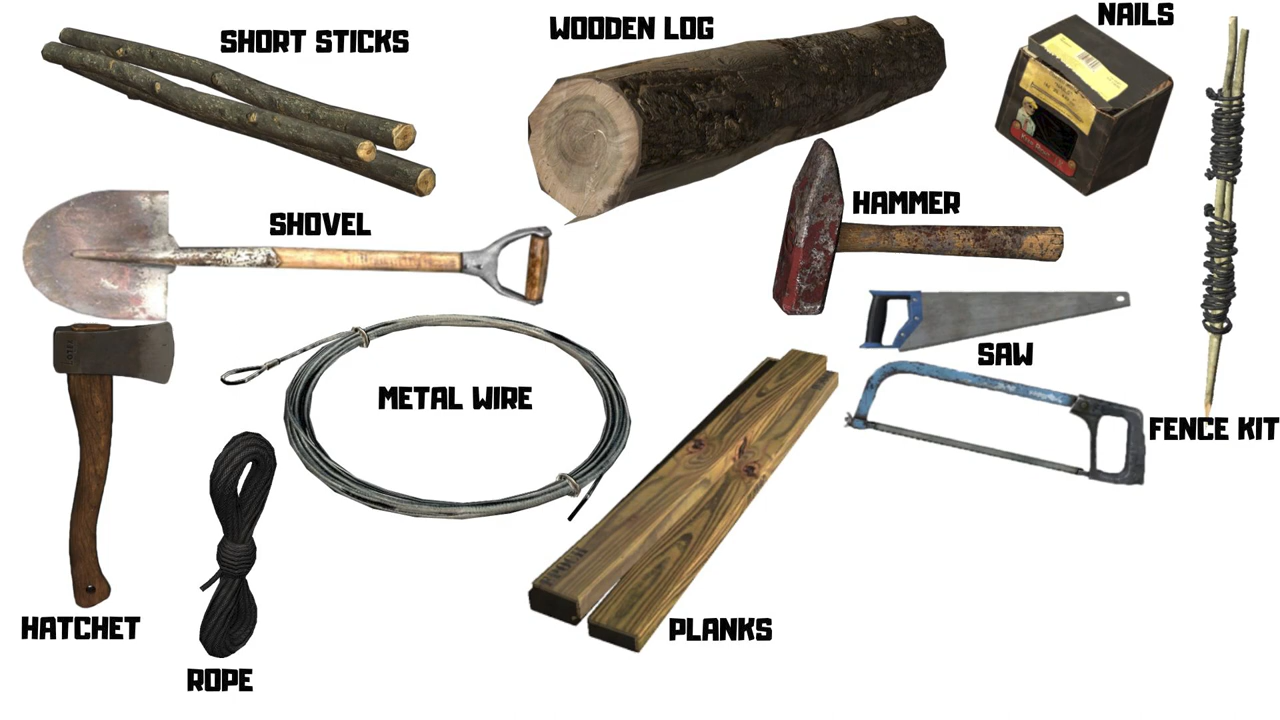 SHORT STICKS
WOODEN LOG
NAILS
SHOVEL
HAMMER
SAW
METAL WIRE
FENCE KIT
HATCHET
ROPE
PLANKS